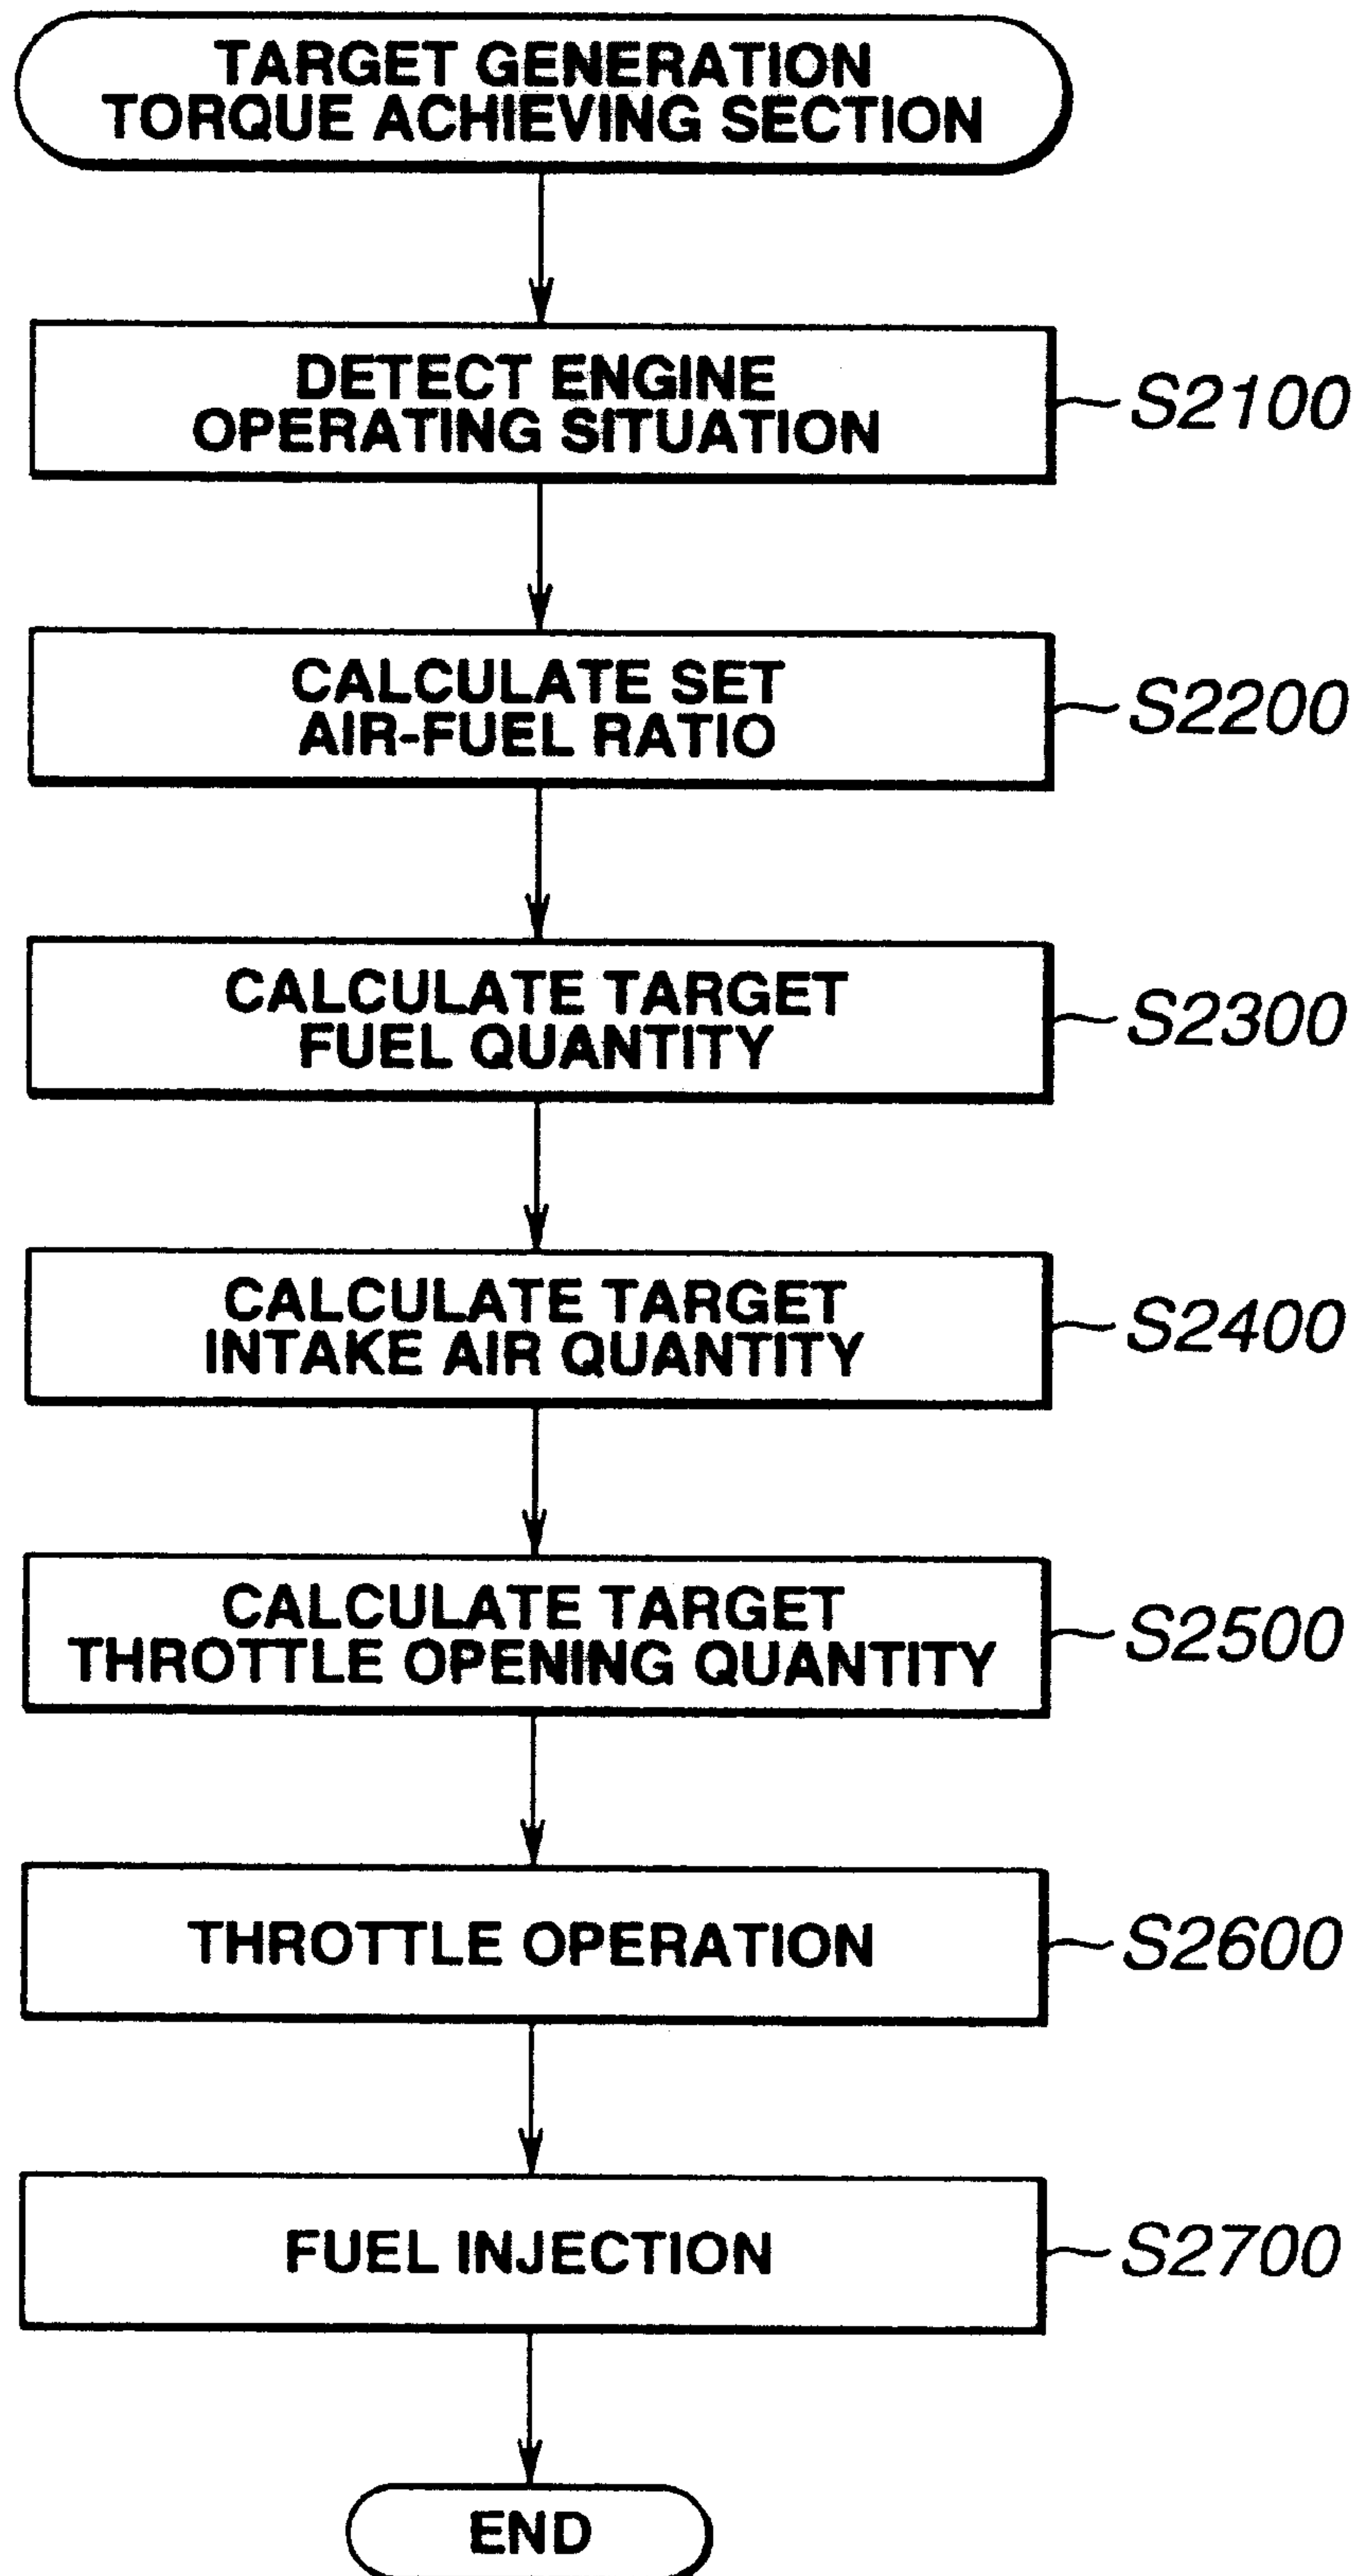 TARGET GENERATION
TORQUE ACHIEVING SECTION
DETECT ENGINE
OPERATING SITUATION
S2100
CALCULATE SET
AIR-FUEL RATIO
S2200
CALCULATE TARGET
FUEL QUANTITY
S2300
CALCULATE TARGET
INTAKE AIR QUANTITY
S2400
CALCULATE TARGET
THROTTLE OPENING QUANTITY
S2500
THROTTLE OPERATION
S2600
FUEL INJECTION
S2700
END